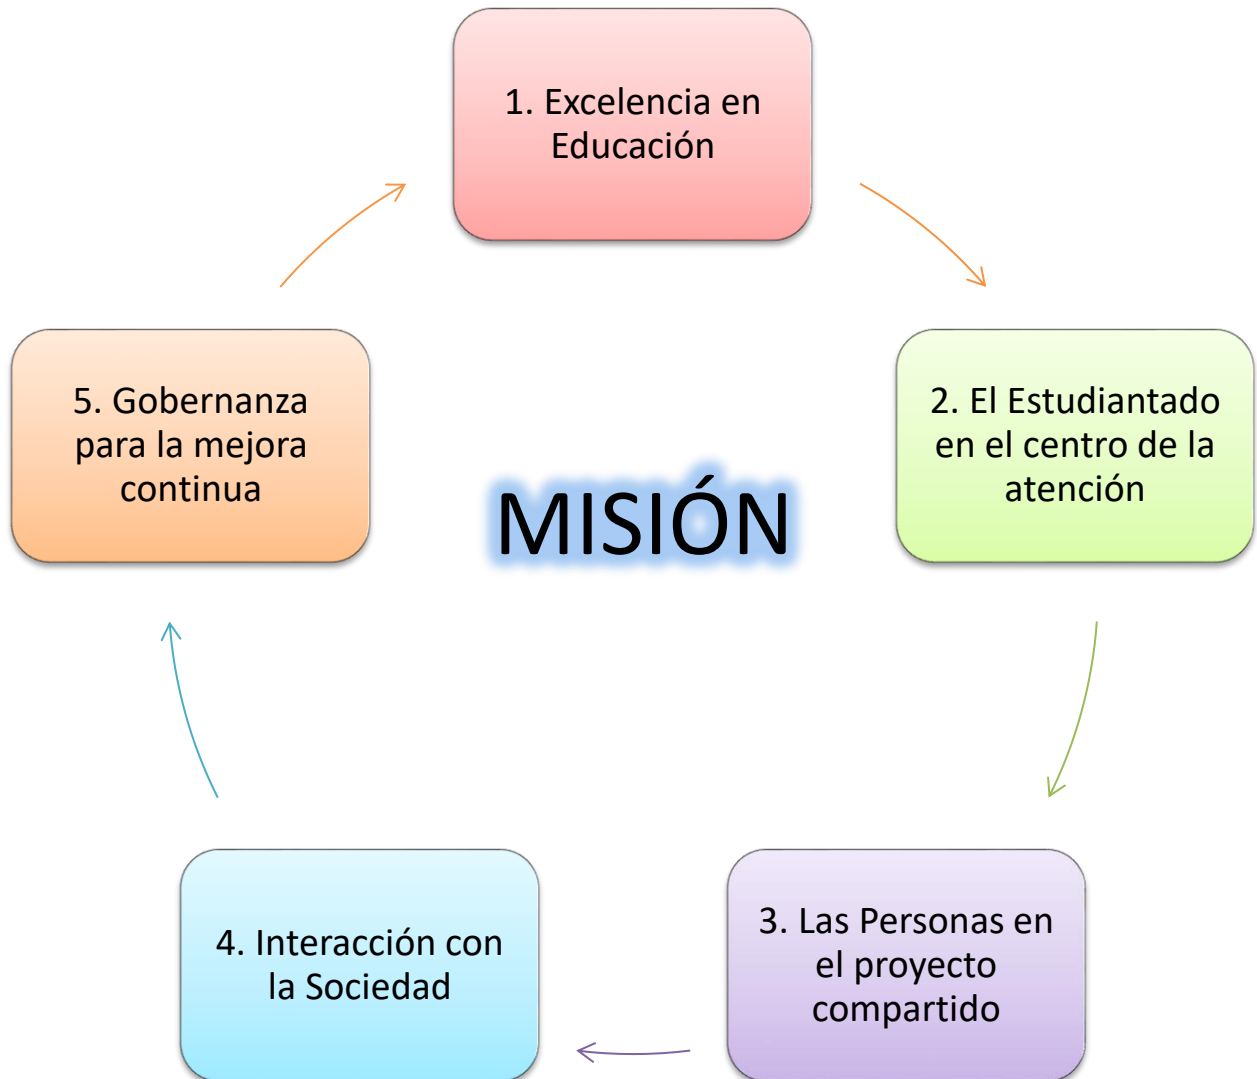 1. Excelencia en
Educación
2. El Estudiantado
en el centro de la
atención
3. Las Personas en
el proyecto
compartido
4. Interacción con
la Sociedad
5. Gobernanza
para la mejora
continua
MISIÓN